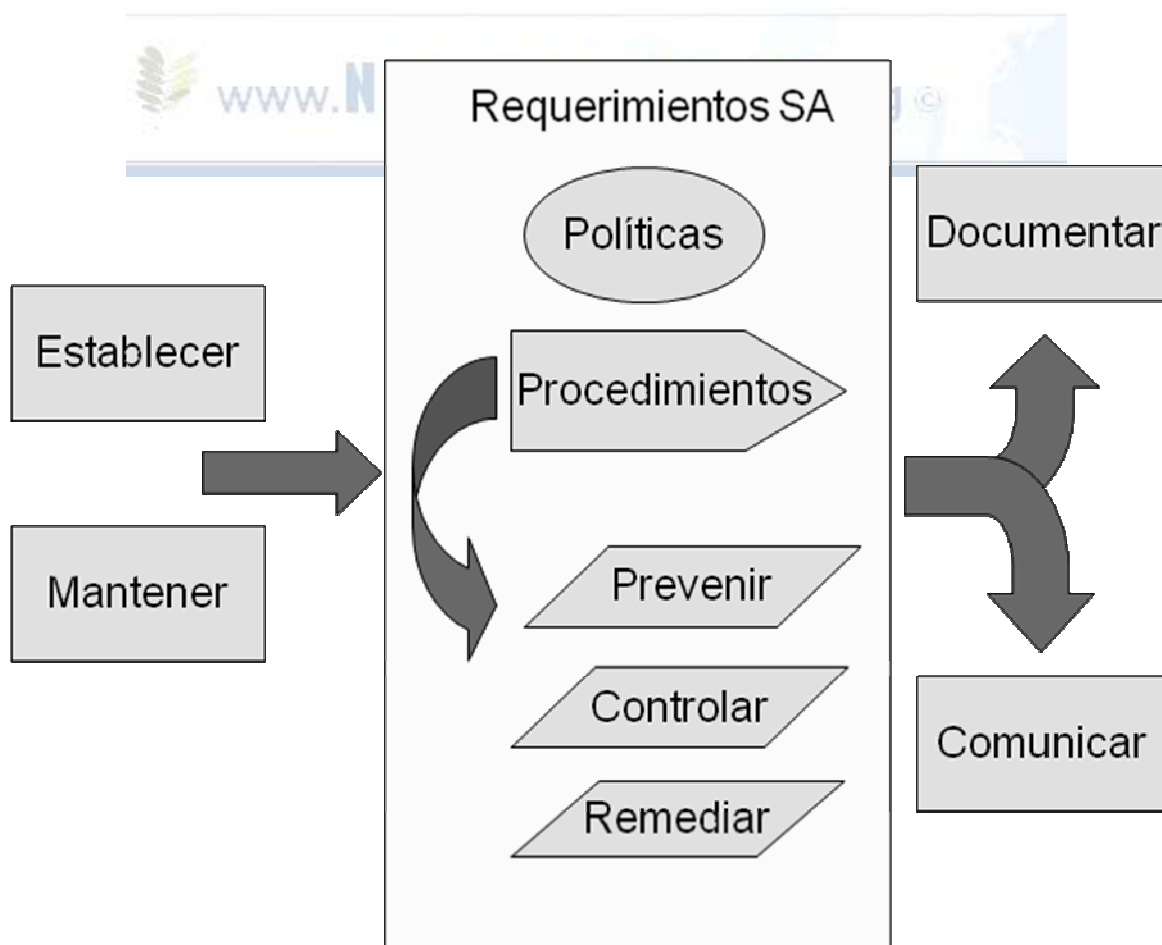 www.N
g ©
Requerimientos SA
Políticas
Documentar
Establecer
Procedimientos
Mantener
Prevenir
Controlar
Comunicar
Remediar